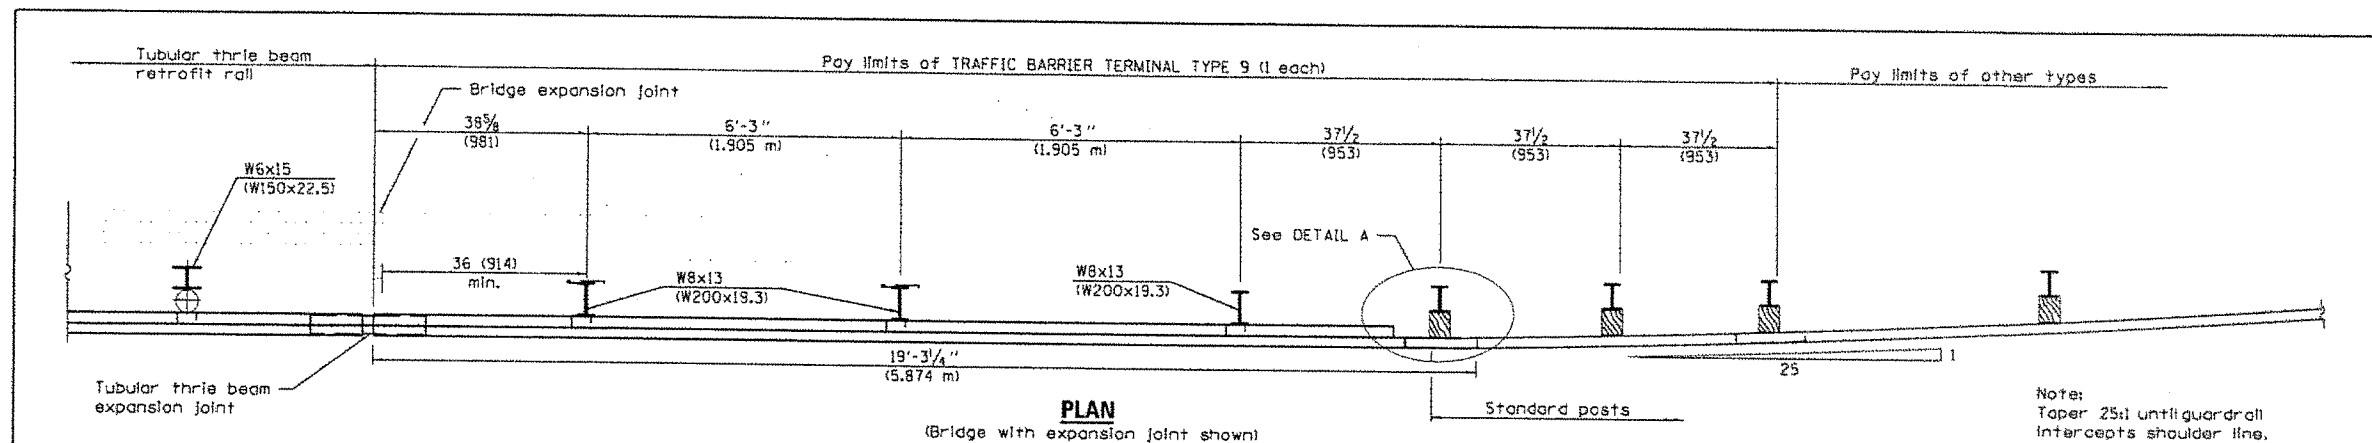 Tubular thrie beam
retrofit rail
Pay limits of TRAFFIC BARRIER TERMINAL TYPE 9 (1 each)
Pay limits of other types
Bridge expansion joint
38⅝
(981)
6'-3"
(1.905 m)
6'-3"
(1.905 m)
37½
(953)
37½
(953)
37½
(953)
W6x15
(W150x22.5)
See DETAIL A
36 (914)
min.
W8x13
(W200x19.3)
W8x13
(W200x19.3)
19'-3¼"
(5.874 m)
1
25
Tubular thrie beam
expansion joint
PLAN
(Bridge with expansion joint shown)
Standard posts
Note:
Taper 25:1 until guardrail
intercepts shoulder line.